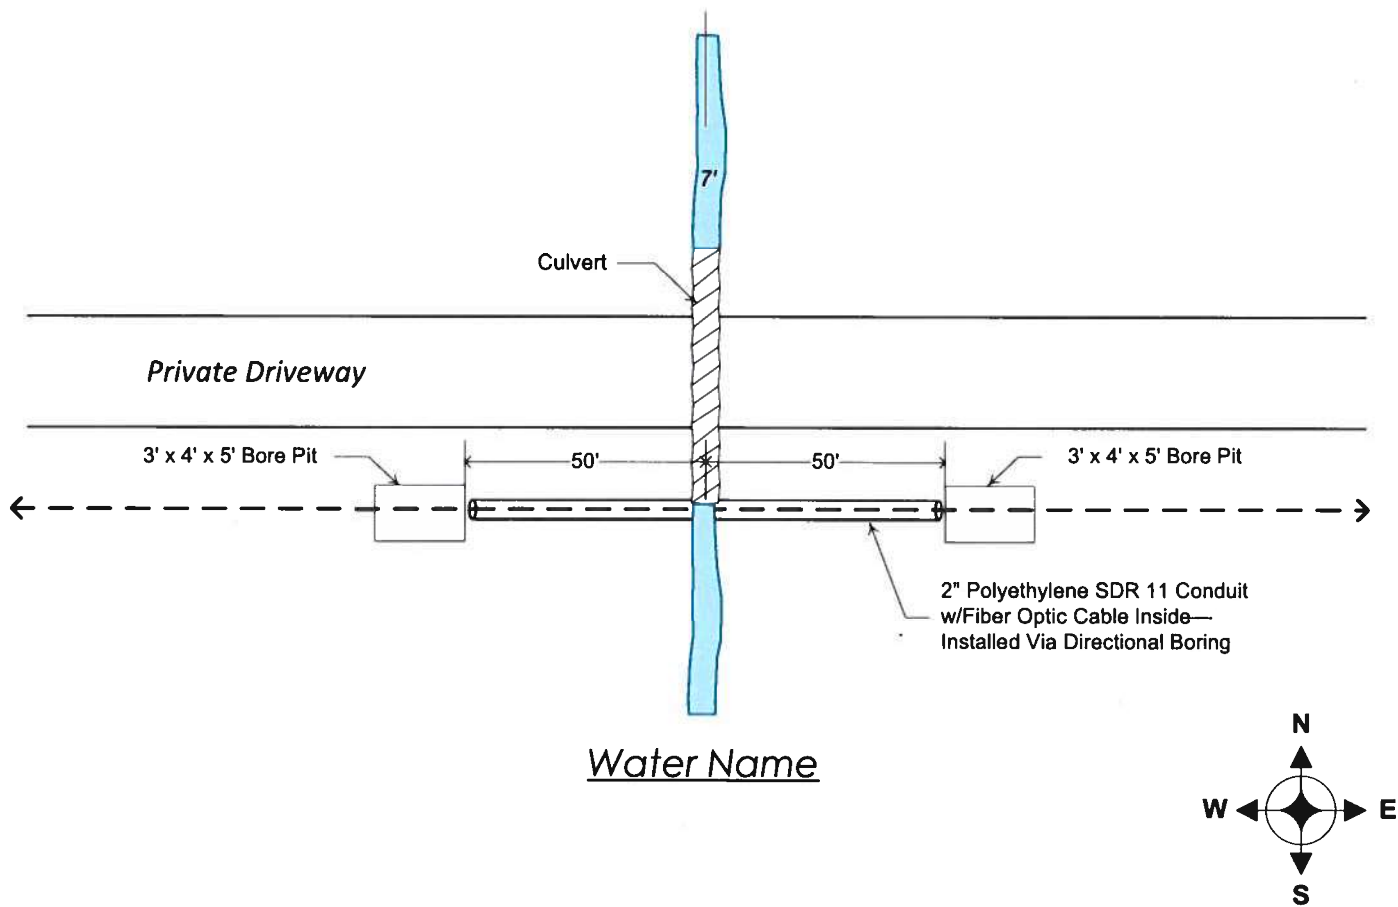 7'
Culvert
Private Driveway
3' x 4' x 5' Bore Pit
50'
50'
3' x 4' x 5' Bore Pit
2" Polyethylene SDR 11 Conduit
w/Fiber Optic Cable Inside—
Installed Via Directional Boring
Water Name
N
W
E
S